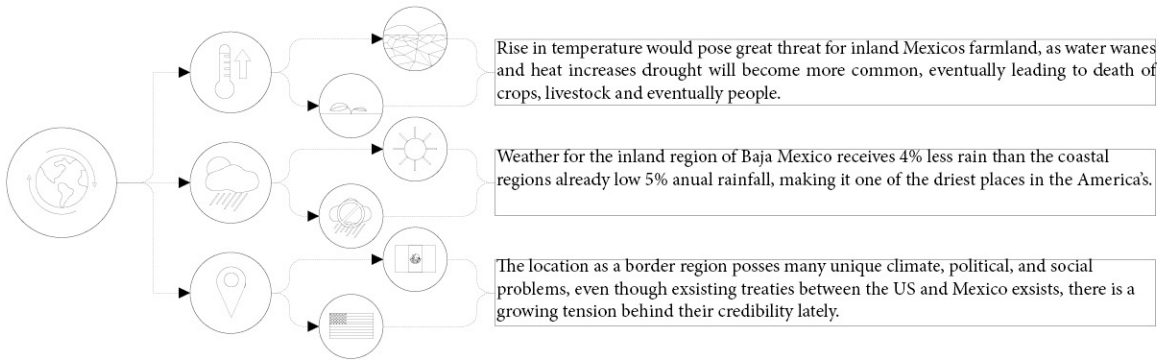 Rise in temperature would pose great threat for inland Mexicos farmland, as water wanes
and heat increases drought will become more common, eventually leading to death of
crops, livestock and eventually people.
Weather for the inland region of Baja Mexico receives 4% less rain than the coastal
regions already low 5% anual rainfall, making it one of the driest places in the America's.
The location as a border region posses many unique climate, political, and social
problems, even though exsisting treaties between the US and Mexico exsists, there is a
growing tension behind their credibility lately.